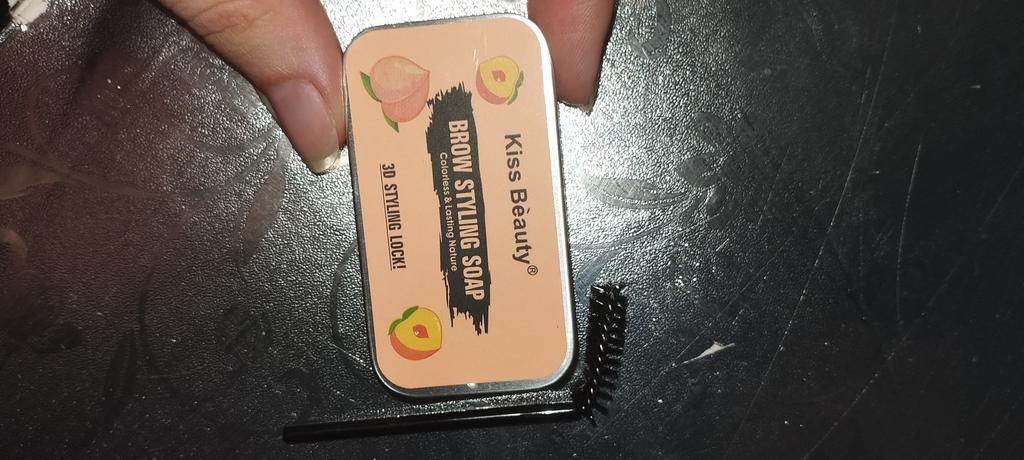 Kiss Bèauty®
BROW STYLING SOAP
Colorless & Lasting Nature
3D STYLING LOCK!